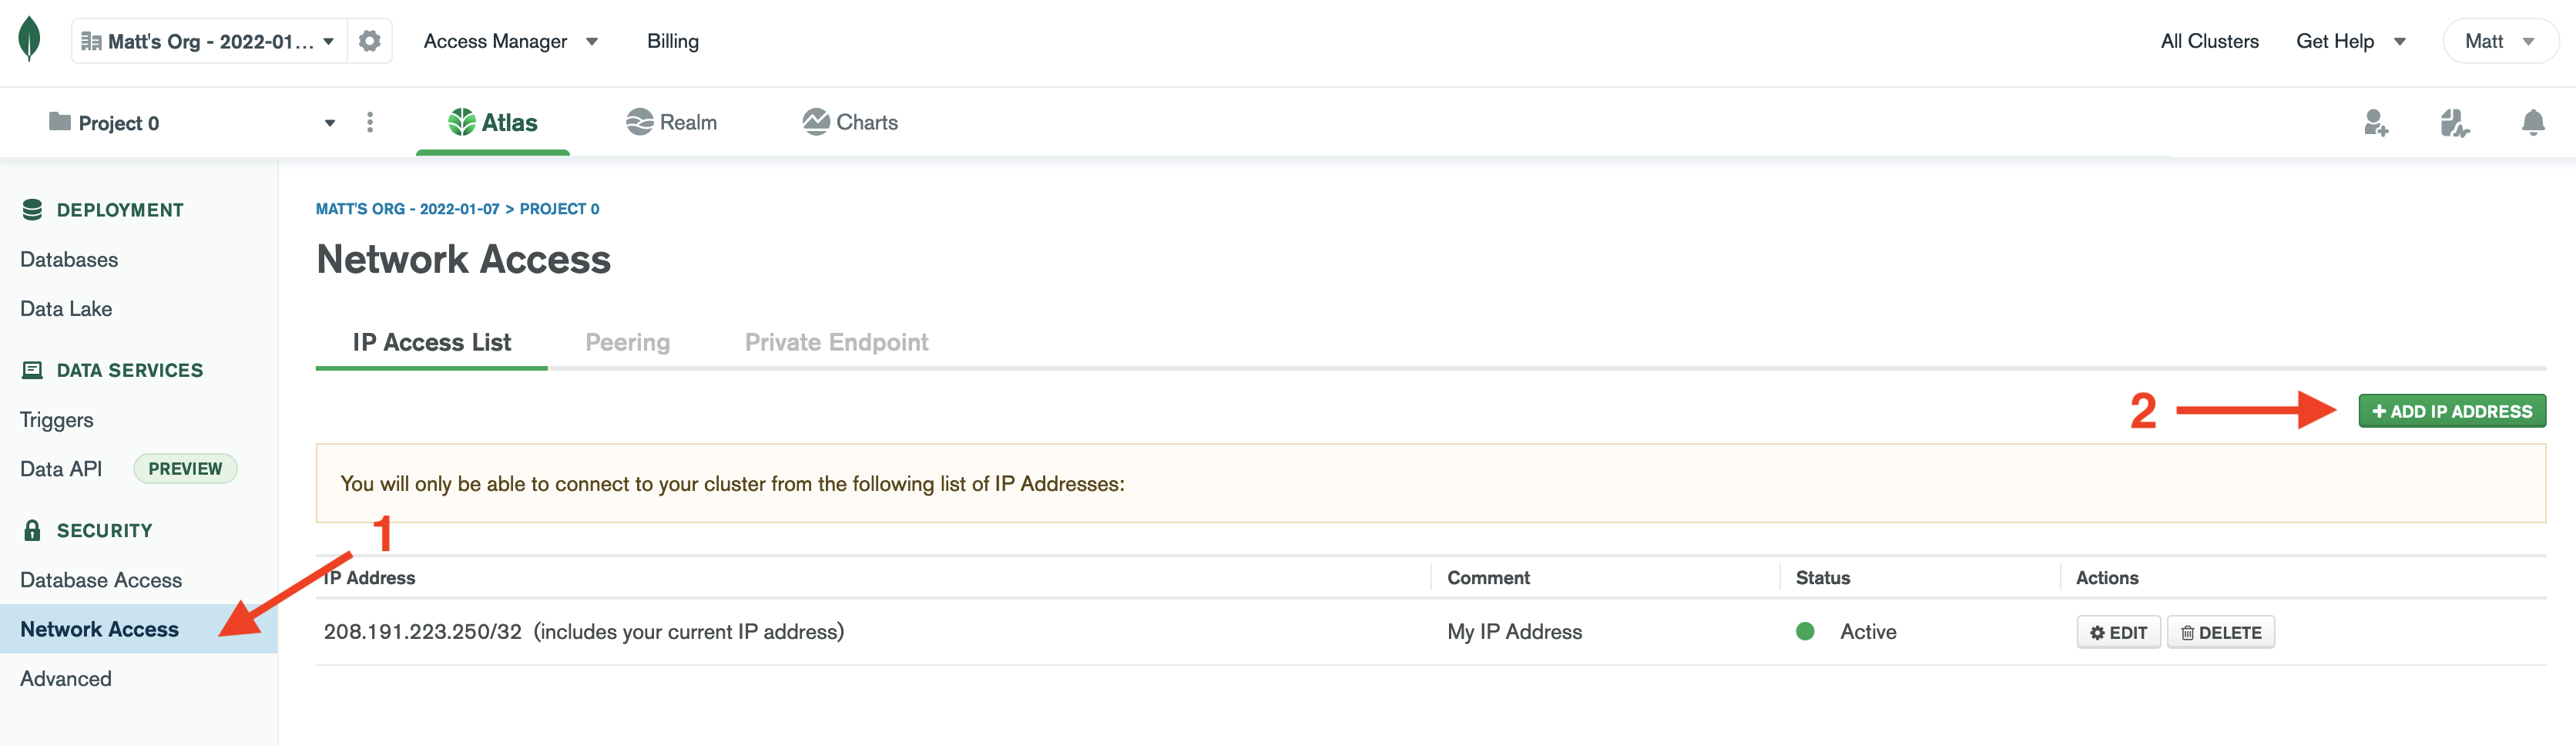 Matt's Org - 2022-01...
Access Manager
Billing
All Clusters
Get Help
Matt
Project 0
Atlas
Realm
Charts
DEPLOYMENT
Databases
Data Lake
DATA SERVICES
Triggers
Data API PREVIEW
SECURITY
Database Access
Network Access
Advanced
MATT'S ORG - 2022-01-07 > PROJECT 0
Network Access
IP Access List
Peering
Private Endpoint
2
+ ADD IP ADDRESS
You will only be able to connect to your cluster from the following list of IP Addresses:
1
IP Address
Comment
Status
Actions
208.191.223.250/32 (includes your current IP address)
My IP Address
Active
EDIT
DELETE